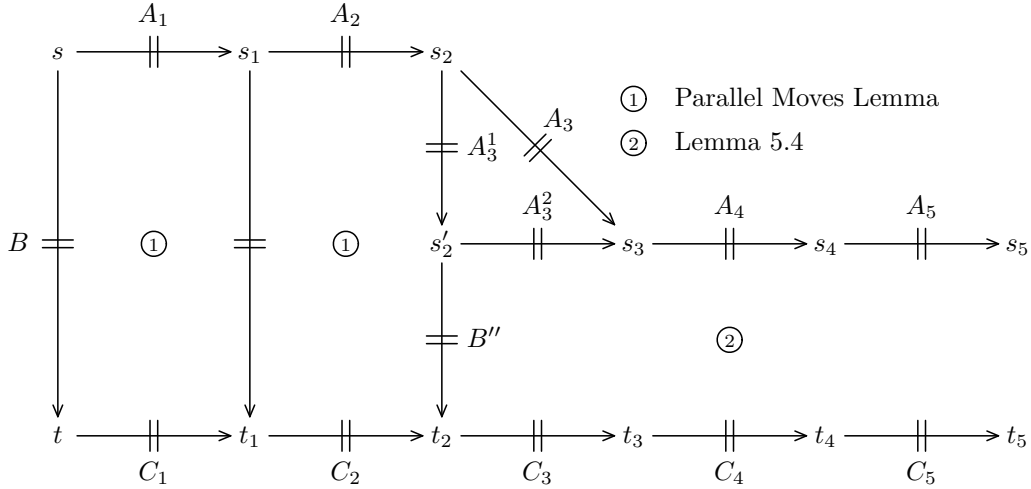 A₁ A₂
s s₁ s₂
① Parallel Moves Lemma
A₃
② Lemma 5.4
A₃¹
A₃² A₄ A₅
B ① ① s₂′ s₃ s₄ s₅
B″ ②
t t₁ t₂ t₃ t₄ t₅
C₁ C₂ C₃ C₄ C₅